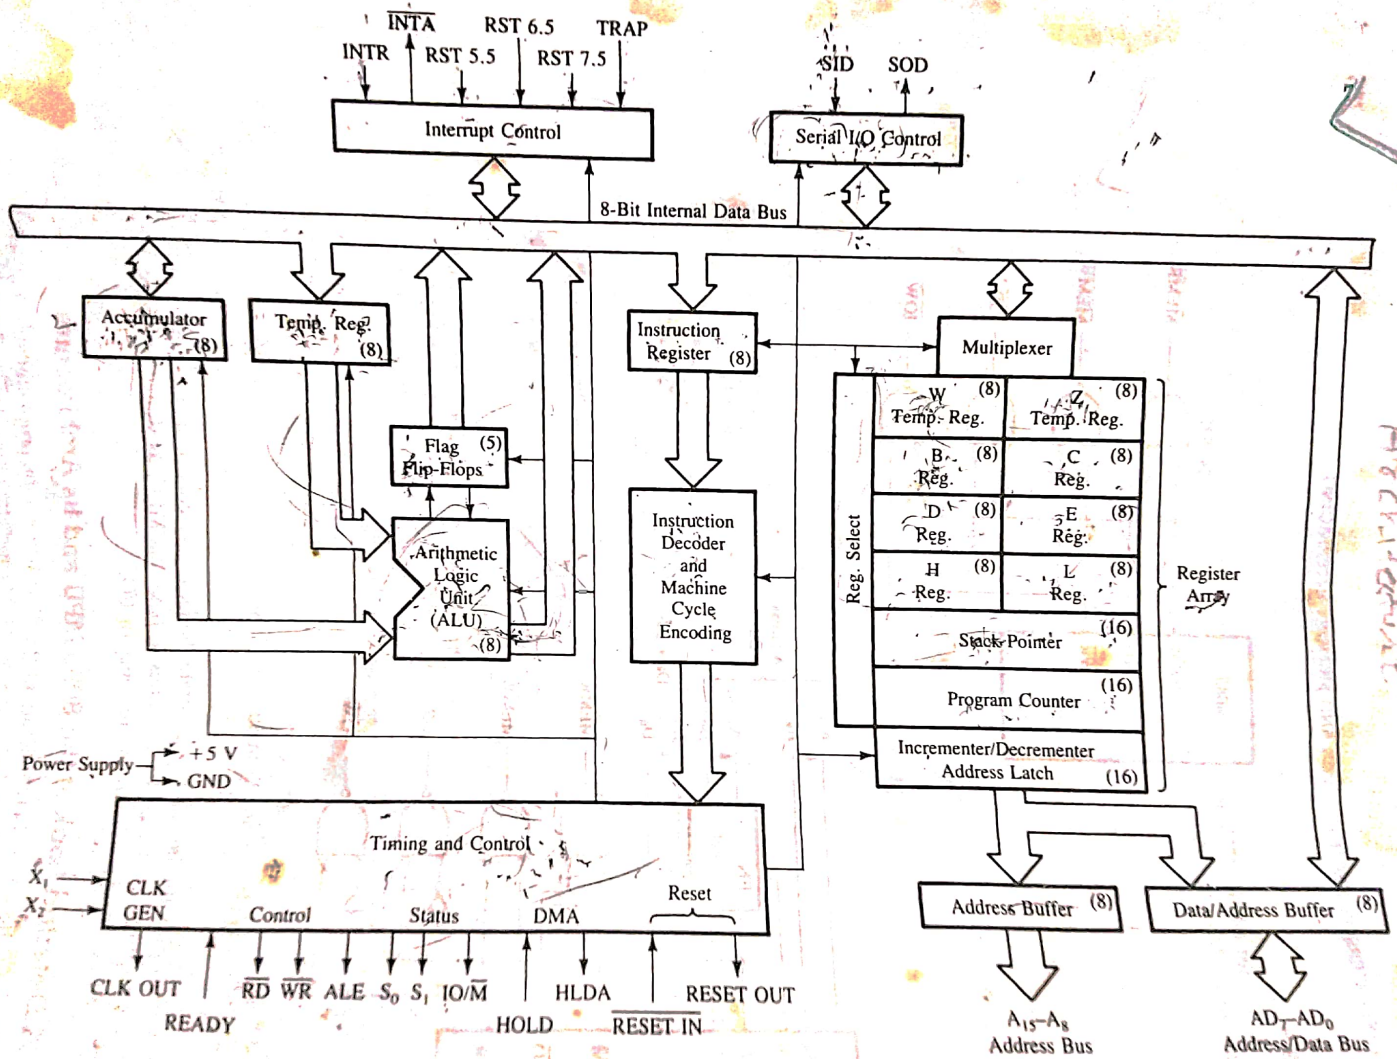 INTR
INTA
RST 5.5
RST 6.5
RST 7.5
TRAP
Interrupt Control
SID
SOD
Serial I/O Control
8-Bit Internal Data Bus
Accumulator
(8)
Temp. Reg.
(8)
Flag
Flip-Flops
(5)
Arithmetic
Logic
Unit
(ALU)
(8)
Instruction
Register
(8)
Instruction
Decoder
and
Machine
Cycle
Encoding
Multiplexer
Reg. Select
W (8)
Temp. Reg.
Z (8)
Temp. Reg.
B (8)
Reg.
C (8)
Reg.
D (8)
Reg.
E (8)
Reg.
H (8)
Reg.
L (8)
Reg.
(16)
Stack Pointer
(16)
Program Counter
Incrementer/Decrementer
Address Latch
(16)
Register
Array
Power Supply
+5 V
GND
Timing and Control
X₁
X₂
CLK
GEN
Control
Status
DMA
Reset
CLK OUT
READY
RD
WR
ALE
S₀
S₁
IO/M
HOLD
HLDA
RESET IN
RESET OUT
Address Buffer (8)
Data/Address Buffer (8)
A₁₅–A₈
Address Bus
AD₇–AD₀
Address/Data Bus